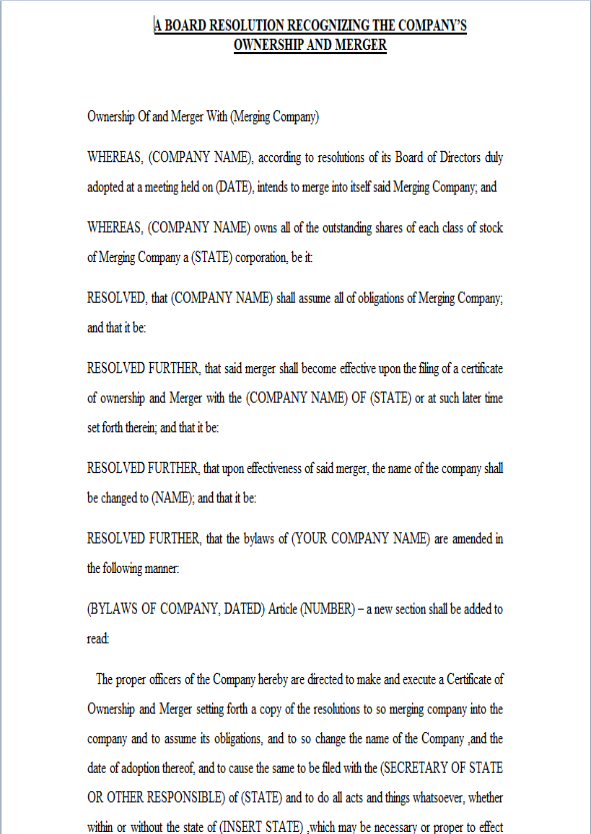 A BOARD RESOLUTION RECOGNIZING THE COMPANY'S
OWNERSHIP AND MERGER
Ownership Of and Merger With (Merging Company)
WHEREAS, (COMPANY NAME), according to resolutions of its Board of Directors duly
adopted at a meeting held on (DATE), intends to merge into itself said Merging Company; and
WHEREAS, (COMPANY NAME) owns all of the outstanding shares of each class of stock
of Merging Company a (STATE) corporation, be it:
RESOLVED, that (COMPANY NAME) shall assume all of obligations of Merging Company;
and that it be:
RESOLVED FURTHER, that said merger shall become effective upon the filing of a certificate
of ownership and Merger with the (COMPANY NAME) OF (STATE) or at such later time
set forth therein; and that it be:
RESOLVED FURTHER, that upon effectiveness of said merger, the name of the company shall
be changed to (NAME); and that it be:
RESOLVED FURTHER, that the bylaws of (YOUR COMPANY NAME) are amended in
the following manner:
(BYLAWS OF COMPANY, DATED) Article (NUMBER) – a new section shall be added to
read:
The proper officers of the Company hereby are directed to make and execute a Certificate of
Ownership and Merger setting forth a copy of the resolutions to so merging company into the
company and to assume its obligations, and to so change the name of the Company ,and the
date of adoption thereof, and to cause the same to be filed with the (SECRETARY OF STATE
OR OTHER RESPONSIBLE) of (STATE) and to do all acts and things whatsoever, whether
within or without the state of (INSERT STATE) ,which may be necessary or proper to effect